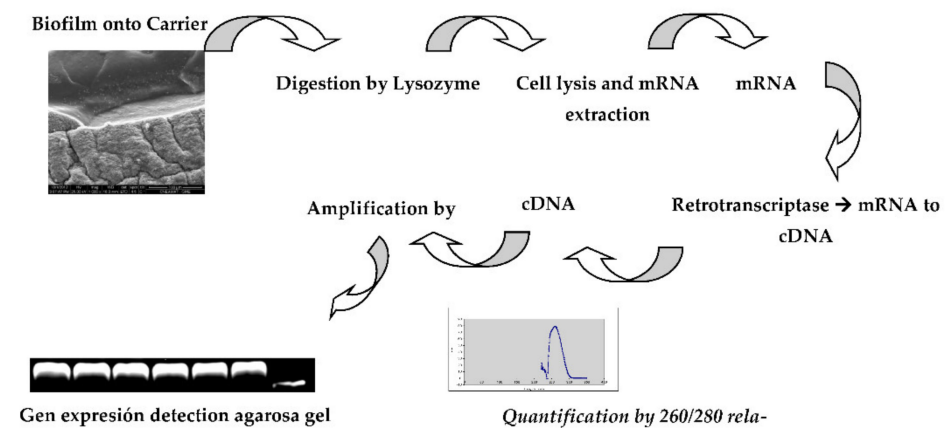 Biofilm onto Carrier
Digestion by Lysozyme
Cell lysis and mRNA
extraction
mRNA
Retrotranscriptase → mRNA to
cDNA
cDNA
Amplification by
Gen expresión detection agarosa gel
Quantification by 260/280 rela-